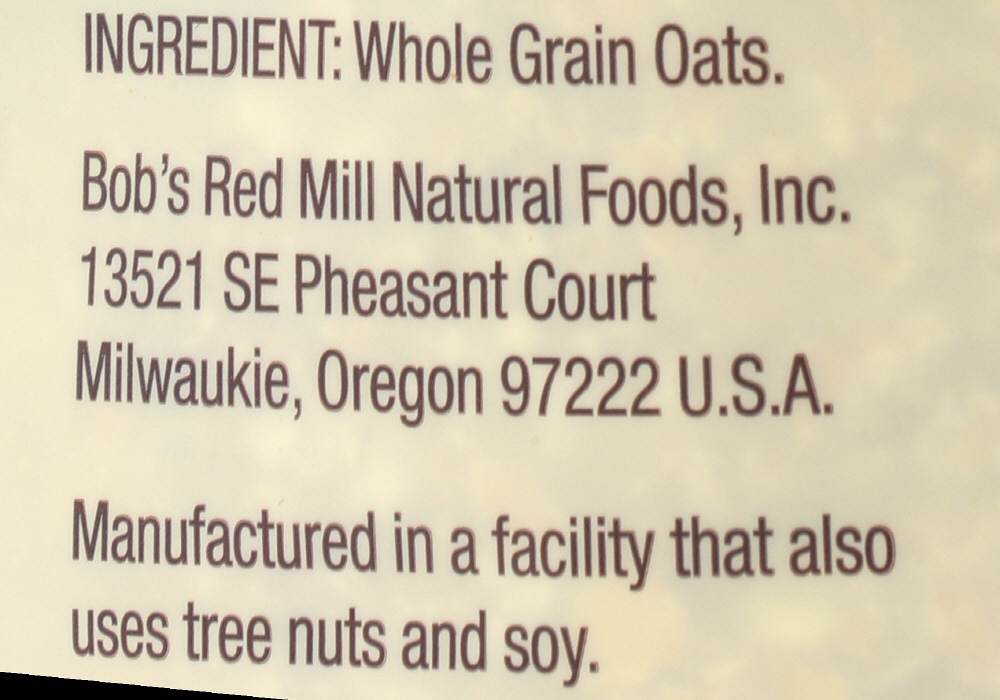 INGREDIENT: Whole Grain Oats.
Bob's Red Mill Natural Foods, Inc.
13521 SE Pheasant Court
Milwaukie, Oregon 97222 U.S.A.
Manufactured in a facility that also
uses tree nuts and soy.